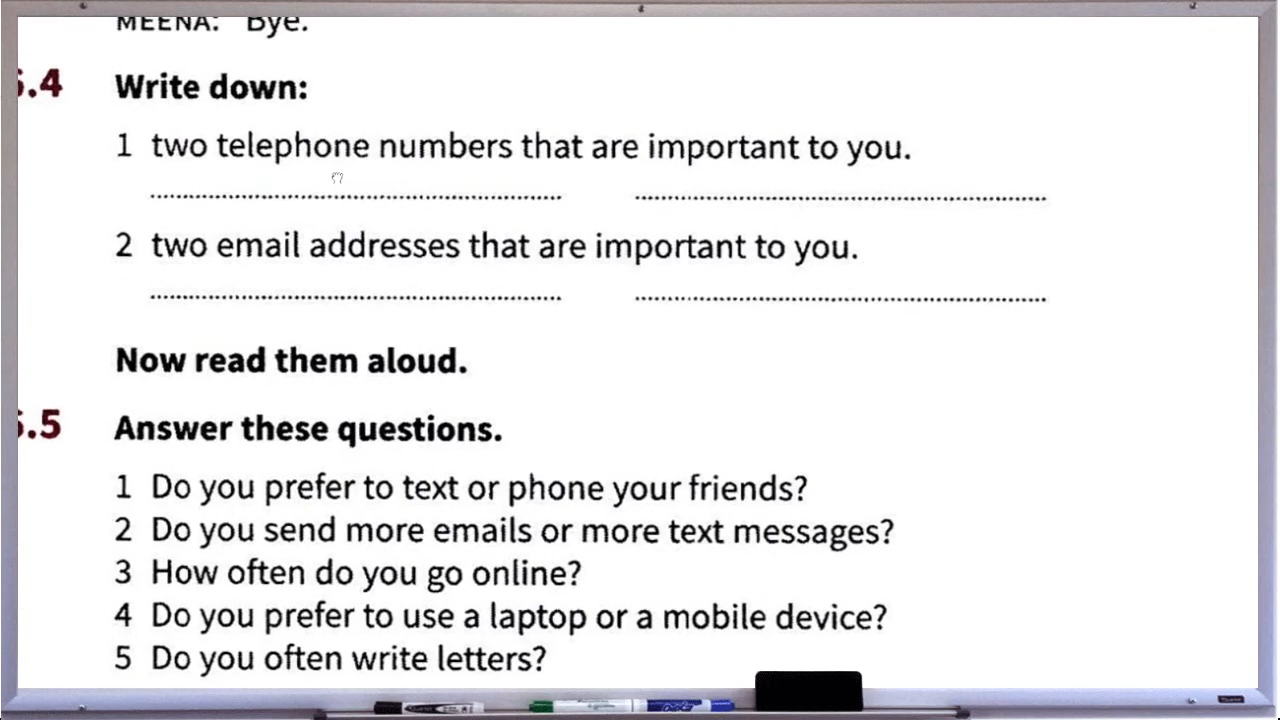 MEENA: Bye.
.4 Write down:
1 two telephone numbers that are important to you.
2 two email addresses that are important to you.
Now read them aloud.
.5 Answer these questions.
1 Do you prefer to text or phone your friends?
2 Do you send more emails or more text messages?
3 How often do you go online?
4 Do you prefer to use a laptop or a mobile device?
5 Do you often write letters?